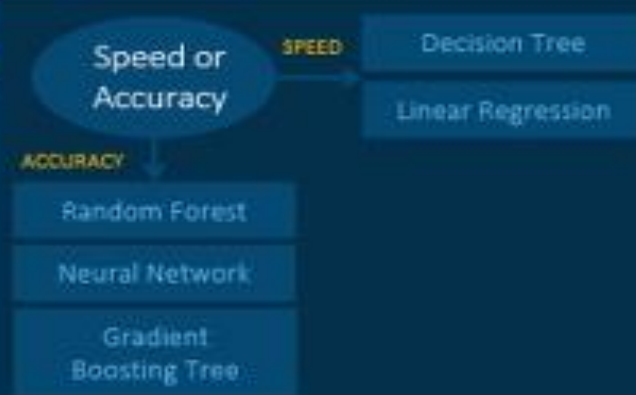 Speed or
Accuracy
SPEED
Decision Tree
Linear Regression
ACCURACY
Random Forest
Neural Network
Gradient
Boosting Tree